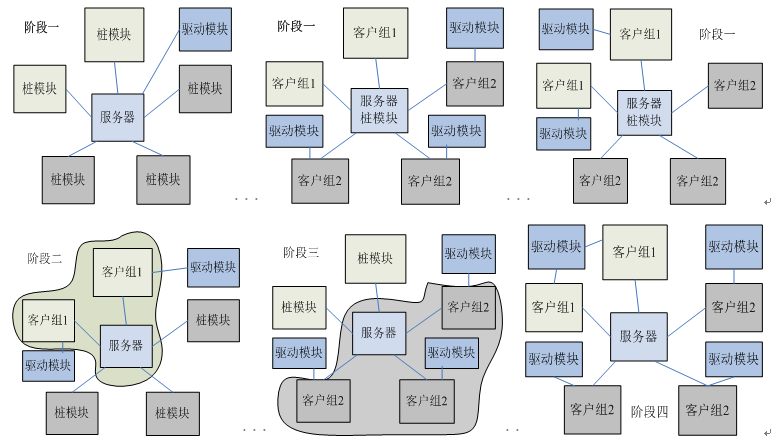 阶段一
桩模块
驱动模块
桩模块
桩模块
服务器
桩模块
桩模块
. . .
阶段一
客户组1
驱动模块
客户组1
客户组2
服务器
桩模块
驱动模块
驱动模块
客户组2
客户组2
. . .
驱动模块
客户组1
阶段一
客户组1
客户组2
服务器
桩模块
驱动模块
客户组2
客户组2
阶段二
客户组1
驱动模块
客户组1
桩模块
服务器
驱动模块
桩模块
桩模块
. . .
阶段三
桩模块
驱动模块
桩模块
客户组2
服务器
驱动模块
驱动模块
客户组2
客户组2
. .
驱动模块
客户组1
驱动模块
客户组1
客户组2
服务器
驱动模块
驱动模块
客户组2
阶段四
客户组2